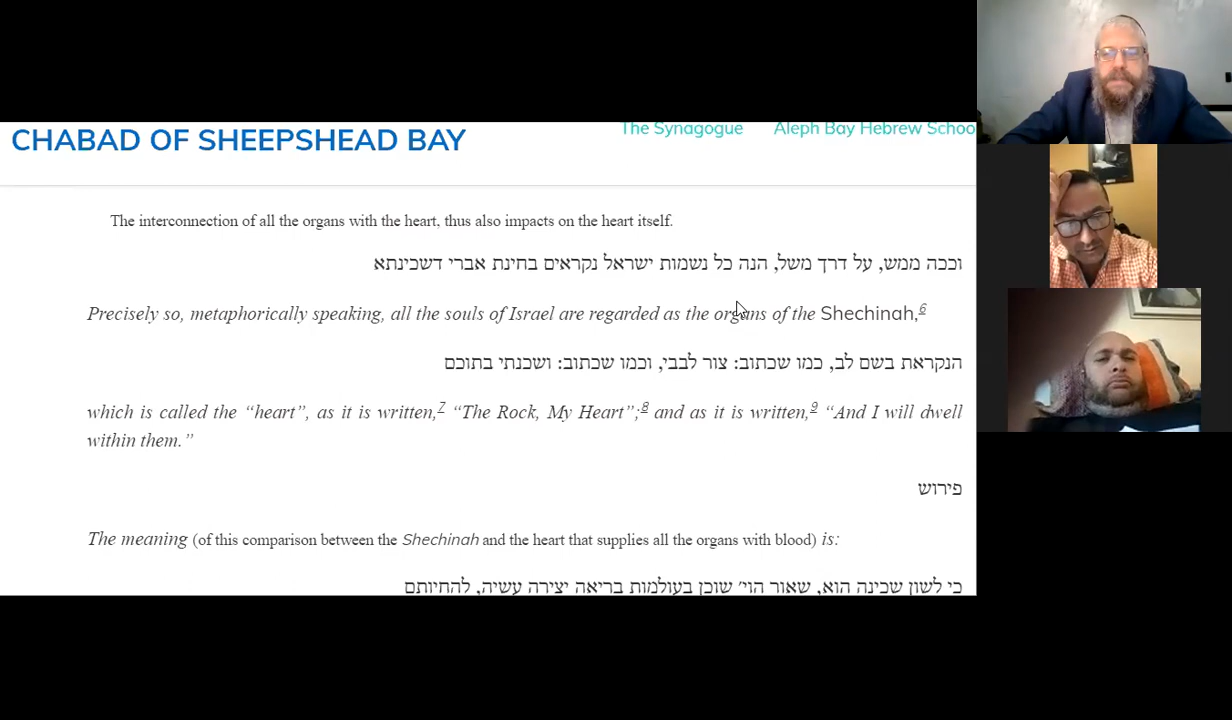 The Synagogue Aleph Bay Hebrew Schoo
CHABAD OF SHEEPSHEAD BAY
The interconnection of all the organs with the heart, thus also impacts on the heart itself.
וככה ממש, על דרך משל, הנה כל נשמות ישראל נקראים בחינת אברי דשכינתא
Precisely so, metaphorically speaking, all the souls of Israel are regarded as the organs of the Shechinah,6
הנקראת בשם לב, כמו שכתוב: צור לבבי, וכמו שכתוב: ושכנתי בתוכם
which is called the “heart”, as it is written,7 “The Rock, My Heart”;8 and as it is written,9 “And I will dwell
within them.”
פירוש
The meaning (of this comparison between the Shechinah and the heart that supplies all the organs with blood) is:
כי לשון שכינה הוא, שאור הוי׳ שוכן בעולמות בריאה יצירה עשיה, להחיותם